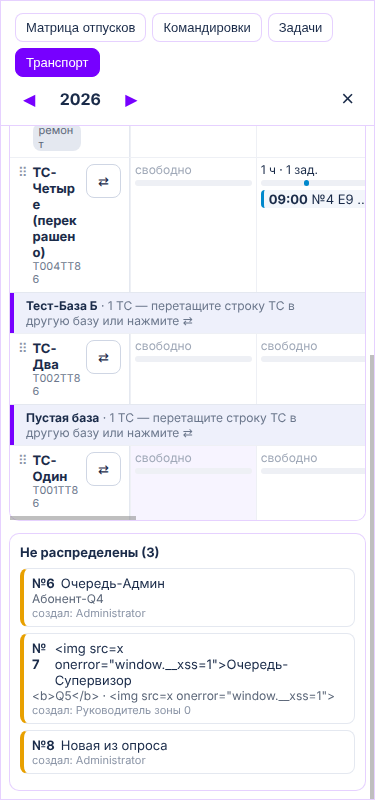 Матрица отпусков
Командировки
Задачи
Транспорт
◀ 2026 ▶ ×
ремон
т
ТС-
Четыр
е
(перек
рашен
о)
T004TT8
6
⇄
свободно
1 ч · 1 зад.
09:00 №4 E9 ..
Тест-База Б · 1 ТС — перетащите строку ТС в
другую базу или нажмите ⇄
ТС-
Два
T002TT8
6
⇄
свободно
свободно
Пустая база · 1 ТС — перетащите строку ТС в
другую базу или нажмите ⇄
ТС-
Один
T001TT8
6
⇄
свободно
свободно
Не распределены (3)
№6 Очередь-Админ
Абонент-Q4
создал: Administrator
№
7
<img src=x
onerror="window.__xss=1">Очередь-
Супервизор
<b>Q5</b> · <img src=x onerror="window.__xss=1">
создал: Руководитель зоны 0
№8 Новая из опроса
создал: Administrator